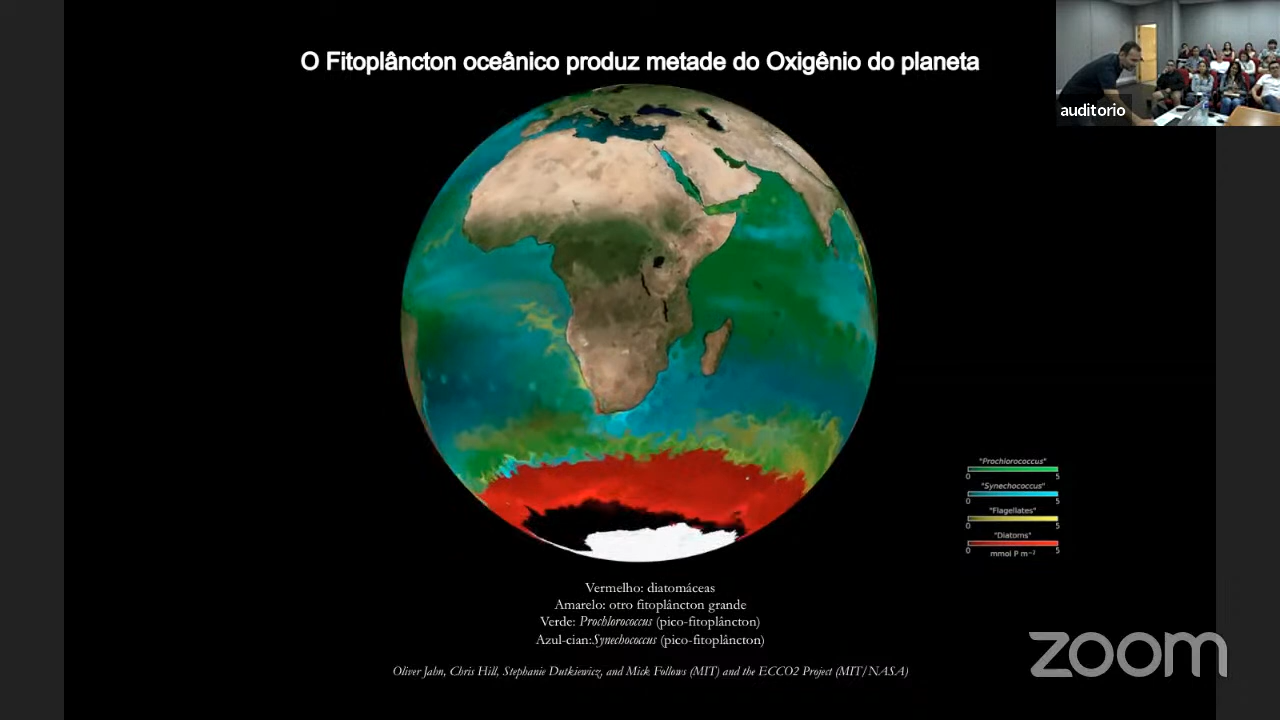 O Fitoplâncton oceânico produz metade do Oxigênio do planeta
auditorio
"Prochlorococcus"
0 5
"Synechococcus"
0 5
"Flagellates"
0 5
"Diatoms"
0 5
mmol P m⁻²
Vermelho: diatomáceas
Amarelo: otro fitoplâncton grande
Verde: Prochlorococcus (pico-fitoplâncton)
Azul-cian:Synechococcus (pico-fitoplâncton)
Oliver Jahn, Chris Hill, Stephanie Dutkiewicz, and Mick Follows (MIT) and the ECCO2 Project (MIT/NASA)
zoom